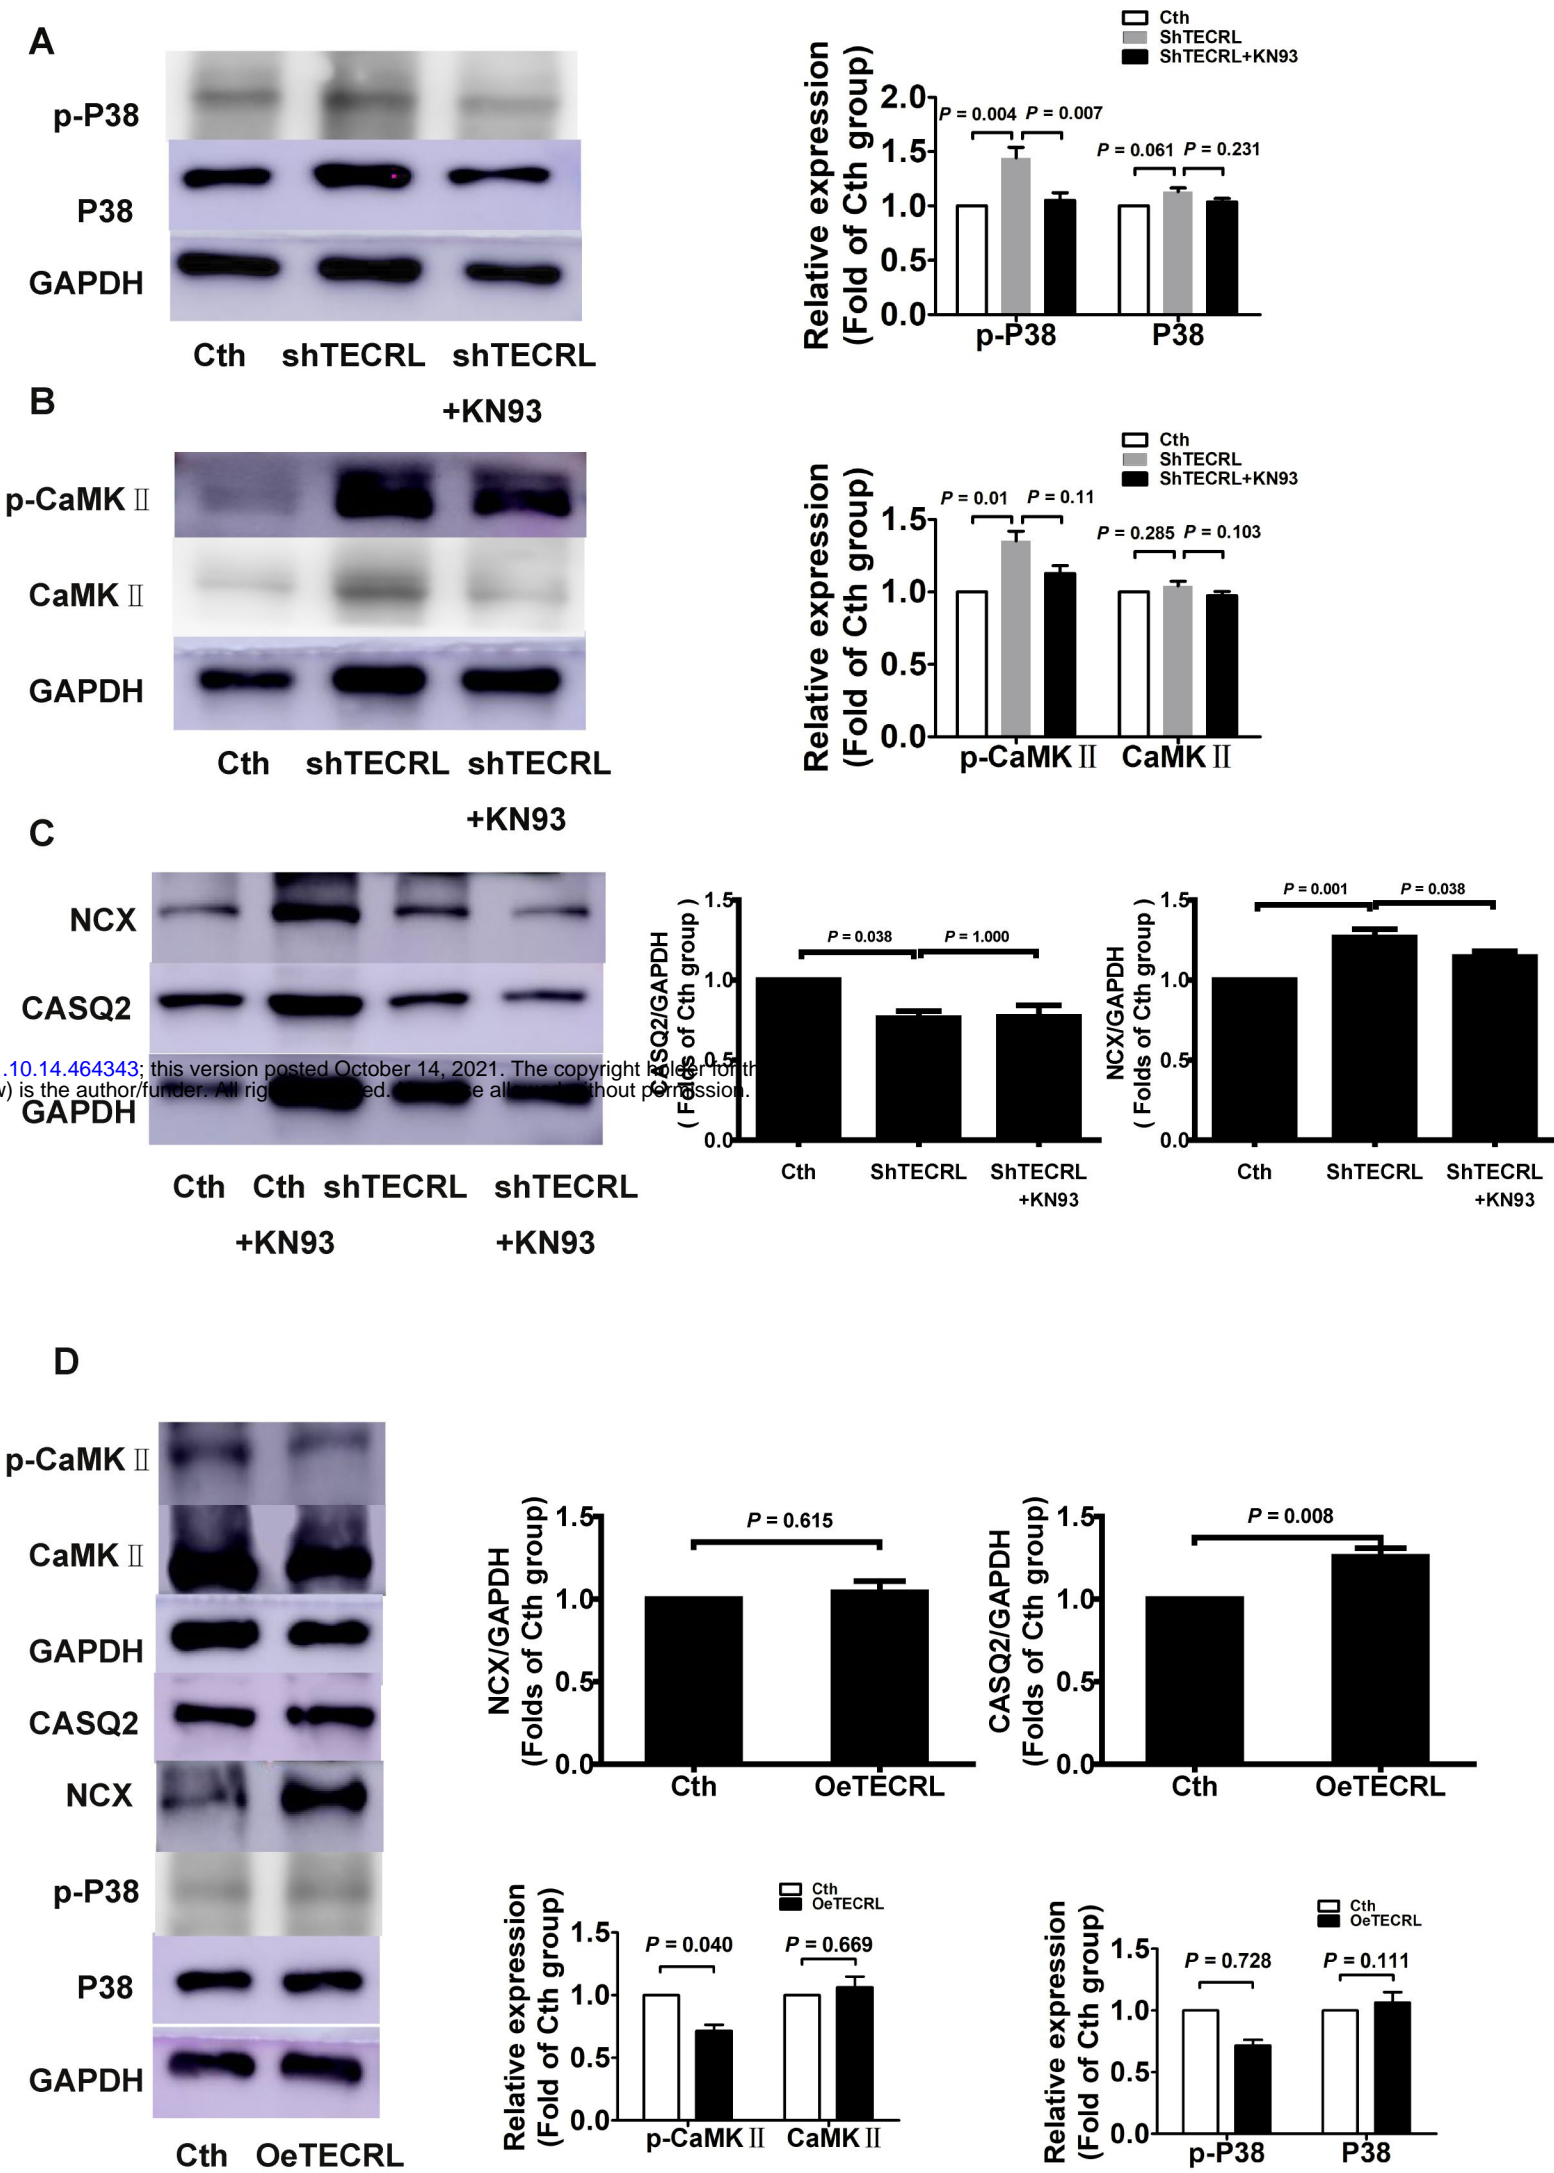 A
p-P38
P38
GAPDH
Cth shTECRL shTECRL
+KN93
Cth
ShTECRL
ShTECRL+KN93
Relative expression
(Fold of Cth group)
2.0
1.5
1.0
0.5
0.0
P = 0.004 P = 0.007
P = 0.061 P = 0.231
p-P38 P38
B
p-CaMK Ⅱ
CaMK Ⅱ
GAPDH
Cth shTECRL shTECRL
+KN93
Cth
ShTECRL
ShTECRL+KN93
Relative expression
(Fold of Cth group)
1.5
1.0
0.5
0.0
P = 0.01 P = 0.11
P = 0.285 P = 0.103
p-CaMK Ⅱ CaMK Ⅱ
C
NCX
CASQ2
GAPDH
.10.14.464343; this version posted October 14, 2021. The copyright holder for th
) is the author/funder. All rig ed. se al thout permission.
Cth Cth shTECRL shTECRL
+KN93 +KN93
CASQ2/GAPDH
( Folds of Cth group )
1.5
1.0
0.5
0.0
P = 0.038 P = 1.000
Cth ShTECRL ShTECRL
+KN93
NCX/GAPDH
( Folds of Cth group )
1.5
1.0
0.5
0.0
P = 0.001 P = 0.038
Cth ShTECRL ShTECRL
+KN93
D
p-CaMK Ⅱ
CaMK Ⅱ
GAPDH
CASQ2
NCX
p-P38
P38
GAPDH
Cth OeTECRL
NCX/GAPDH
(Folds of Cth group)
1.5
1.0
0.5
0.0
P = 0.615
Cth OeTECRL
CASQ2/GAPDH
(Folds of Cth group)
1.5
1.0
0.5
0.0
P = 0.008
Cth OeTECRL
Cth
OeTECRL
Relative expression
(Fold of Cth group)
1.5
1.0
0.5
0.0
P = 0.040 P = 0.669
p-CaMK Ⅱ CaMK Ⅱ
Cth
OeTECRL
Relative expression
(Fold of Cth group)
1.5
1.0
0.5
0.0
P = 0.728 P = 0.111
p-P38 P38